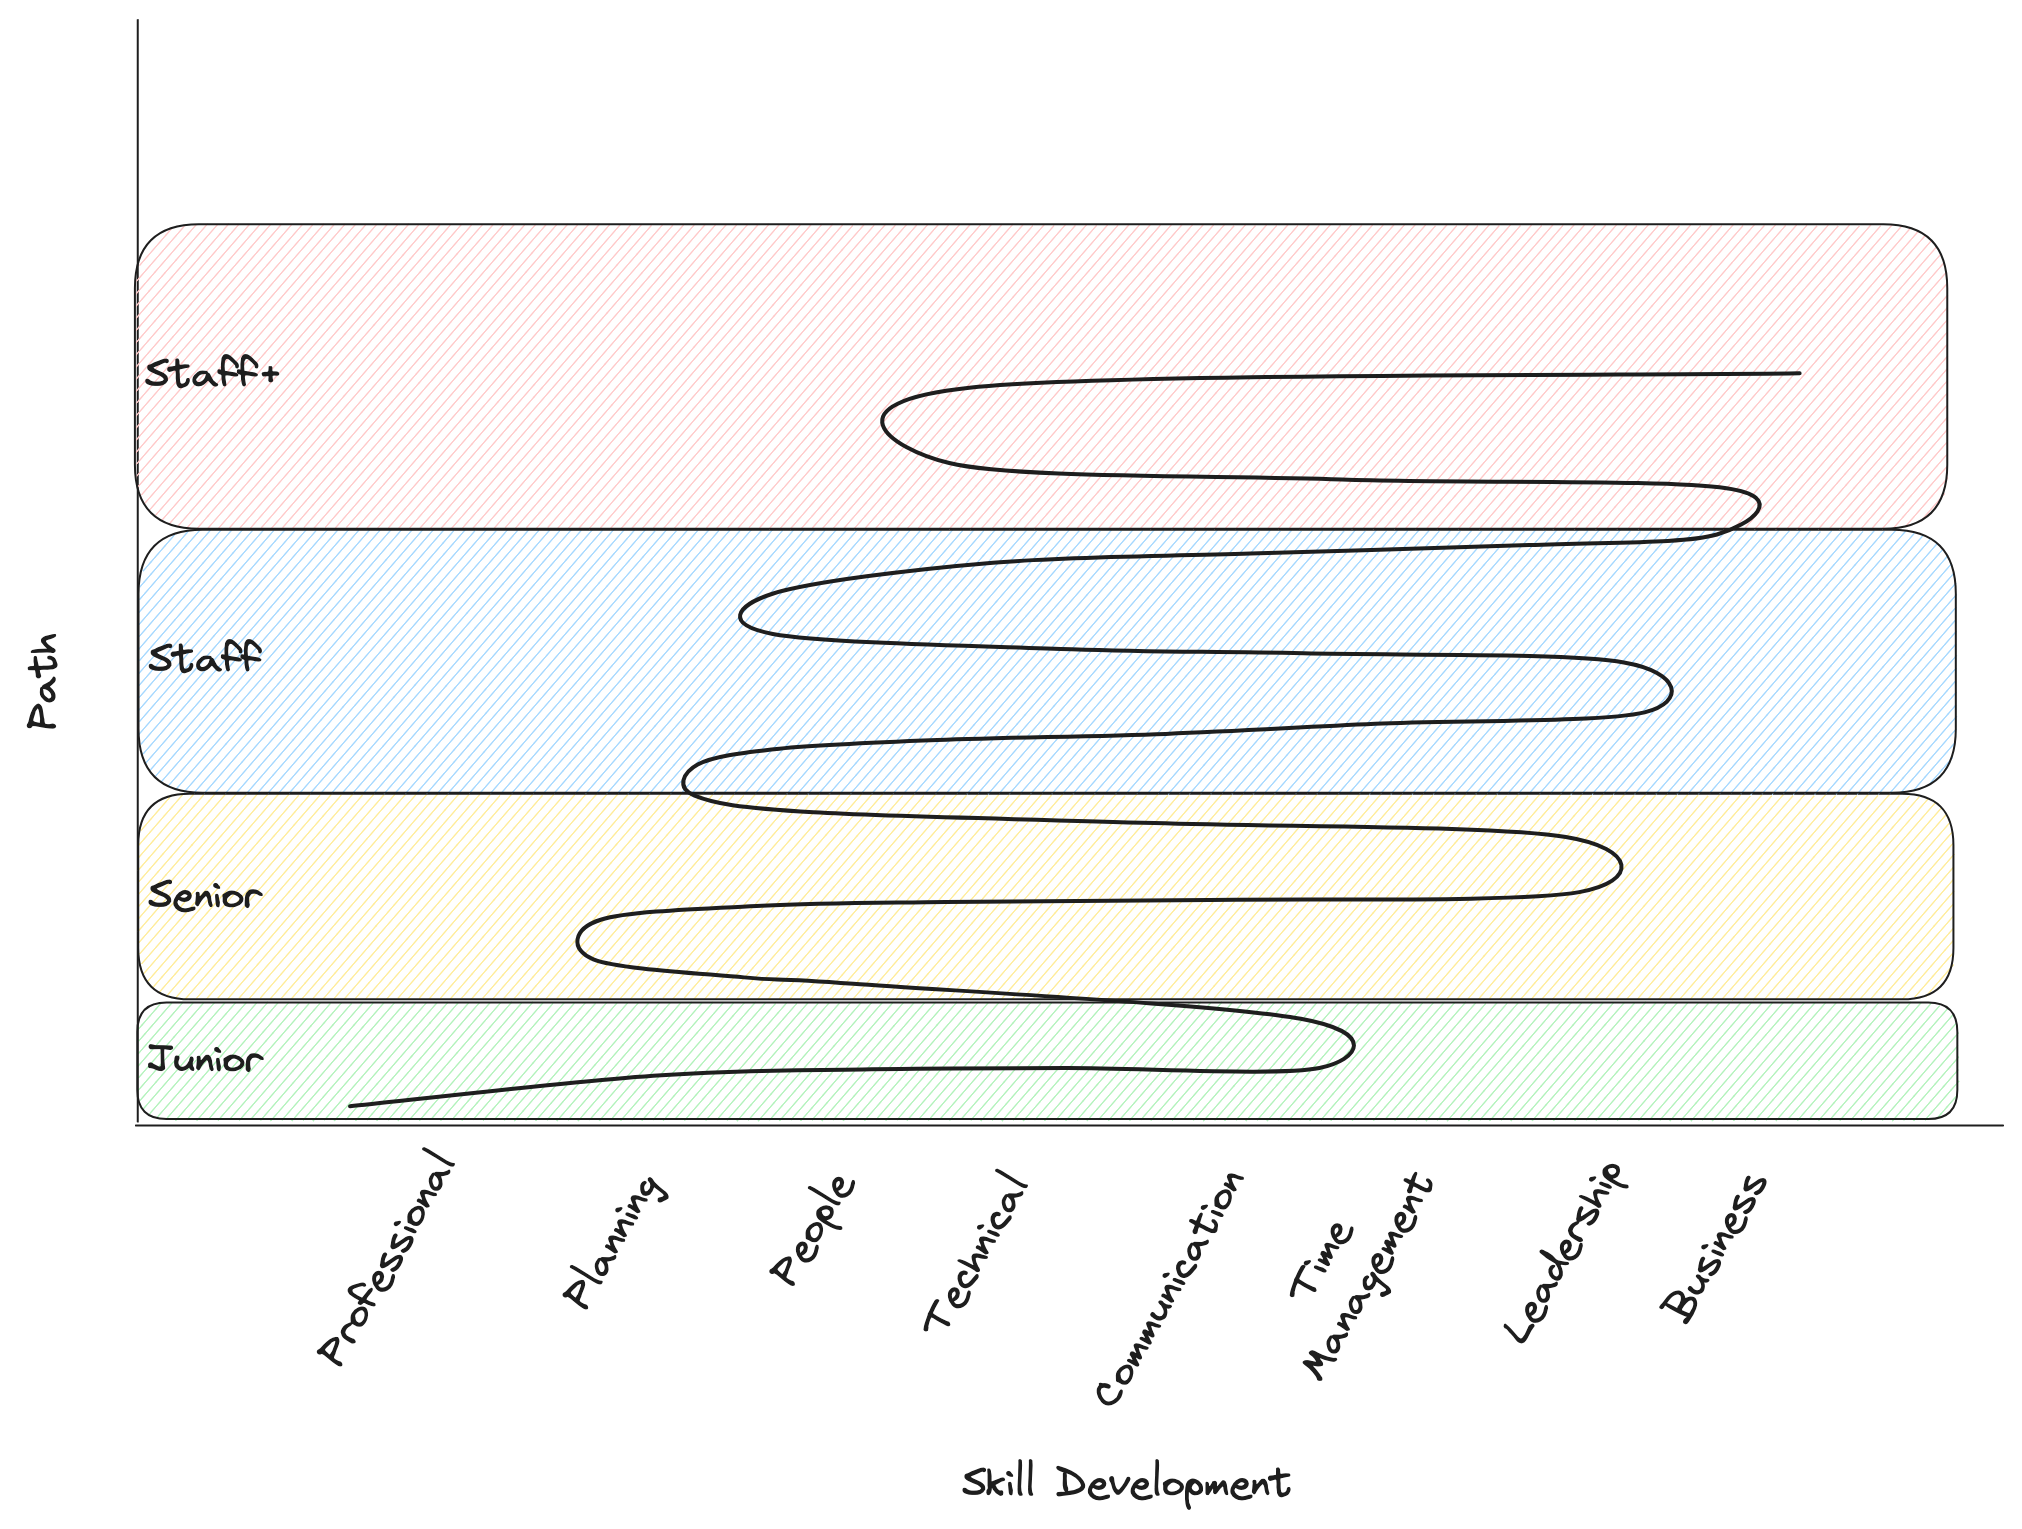 Staff+
Staff
Path
Senior
Junior
Professional
Planning
People
Technical
Communication
Time
Management
Leadership
Business
Skill Development